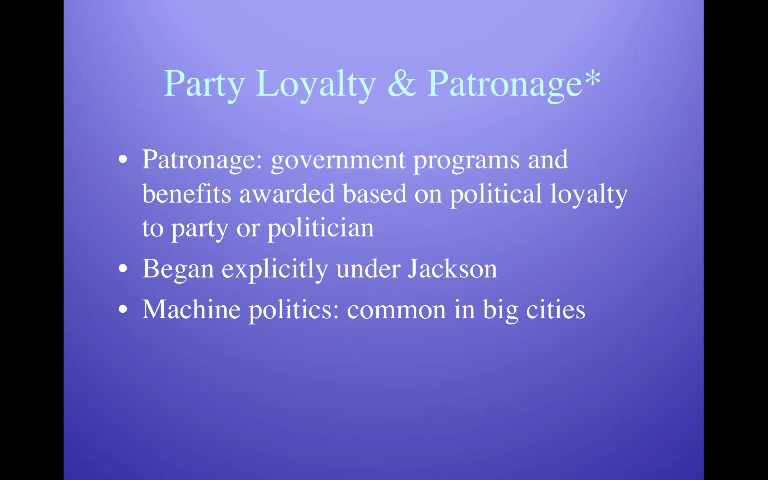 Party Loyalty & Patronage*
• Patronage: government programs and
benefits awarded based on political loyalty
to party or politician
• Began explicitly under Jackson
• Machine politics: common in big cities